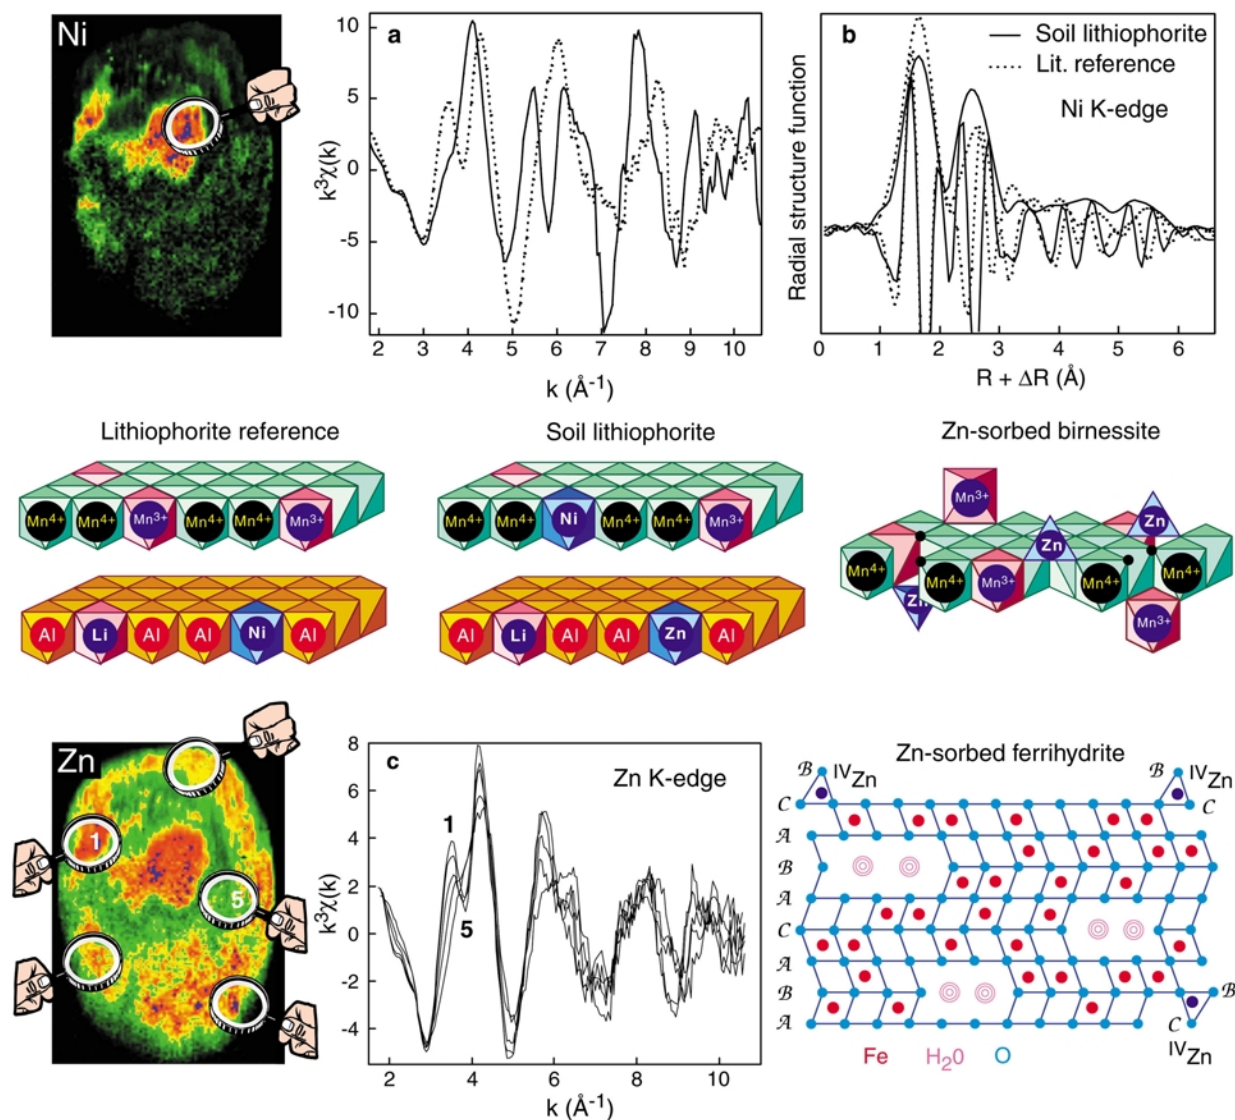 Ni
a
k³χ(k)
10
5
0
-5
-10
2 3 4 5 6 7 8 9 10
k (Å-1)
b
Soil lithiophorite
Lit. reference
Ni K-edge
Radial structure function
0 1 2 3 4 5 6
R + ΔR (Å)
Lithiophorite reference
Mn4+ Mn4+ Mn3+ Mn4+ Mn4+ Mn3+
Al Li Al Al Ni Al
Soil lithiophorite
Mn4+ Mn4+ Ni Mn4+ Mn4+ Mn3+
Al Li Al Al Zn Al
Zn-sorbed birnessite
Mn3+
Zn
Zn
Mn4+ Mn4+ Mn3+ Mn4+ Mn4+
Zn
Mn3+
Zn
1
5
c
Zn K-edge
k³χ(k)
8
6
4
2
0
-2
-4
1
5
2 4 6 8 10
k (Å-1)
Zn-sorbed ferrihydrite
B IVZn B IVZn
C C
A
B
A
C
A
B B
A C
IVZn
Fe H20 O